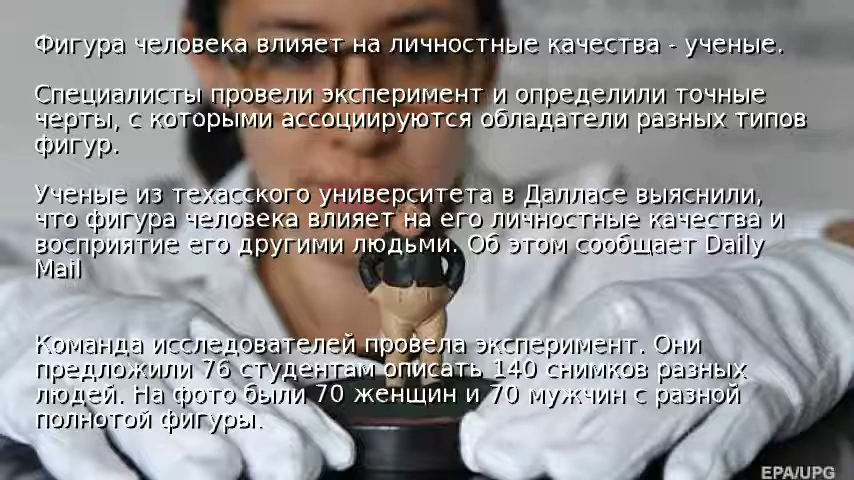 Фигура человека влияет на личностные качества - ученые.
Специалисты провели эксперимент и определили точные
черты, с которыми ассоциируются обладатели разных типов
фигур.
Ученые из техасского университета в Далласе выяснили,
что фигура человека влияет на его личностные качества и
восприятие его другими людьми. Об этом сообщает Daily
Mail
Команда исследователей провела эксперимент. Они
предложили 76 студентам описать 140 снимков разных
людей. На фото были 70 женщин и 70 мужчин с разной
полнотой фигуры.
EPA/UPG